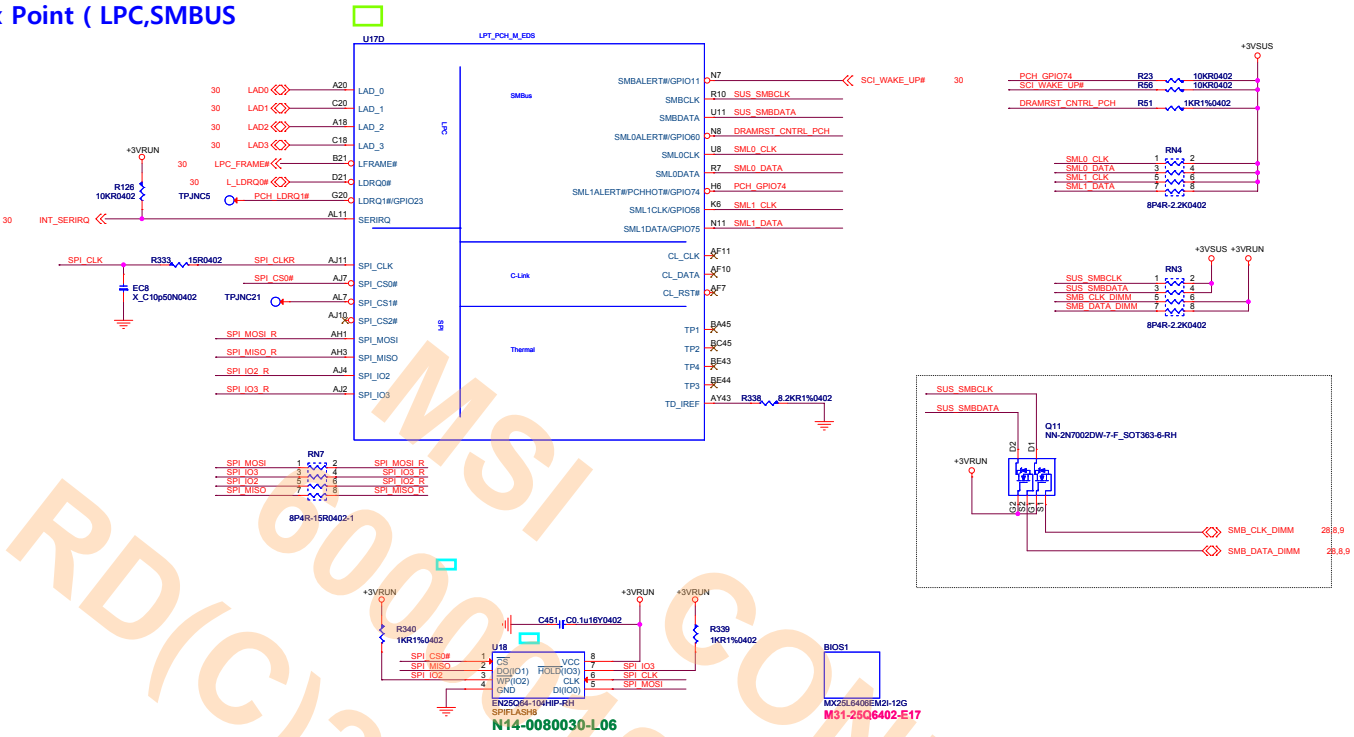 x Point ( LPC,SMBUS
U17D
LPT_PCH_M_EDS
30 LAD0 A20 LAD_0
30 LAD1 C20 LAD_1
30 LAD2 A18 LAD_2
30 LAD3 C18 LAD_3
30 LPC_FRAME# B21 LFRAME#
30 L_LDRQ0# D21 LDRQ0#
TPJNC5 PCH_LDRQ1# G20 LDRQ1#/GPIO23
30 INT_SERIRQ AL11 SERIRQ
+3VRUN
R126
10KR0402
LPC
SPI_CLK R333 15R0402 SPI_CLKR AJ11 SPI_CLK
SPI_CS0# AJ7 SPI_CS0#
TPJNC21 AL7 SPI_CS1#
AJ10 SPI_CS2#
SPI_MOSI_R AH1 SPI_MOSI
SPI_MISO_R AH3 SPI_MISO
SPI_IO2_R AJ4 SPI_IO2
SPI_IO3_R AJ2 SPI_IO3
EC8
X_C10p50N0402
SPI
SMBus
C-Link
Thermal
SMBALERT#/GPIO11 N7 SCI_WAKE_UP# 30
SMBCLK R10 SUS_SMBCLK
SMBDATA U11 SUS_SMBDATA
SML0ALERT#/GPIO60 N8 DRAMRST_CNTRL_PCH
SML0CLK U8 SML0_CLK
SML0DATA R7 SML0_DATA
SML1ALERT#/PCHHOT#/GPIO74 H6 PCH_GPIO74
SML1CLK/GPIO58 K6 SML1_CLK
SML1DATA/GPIO75 N11 SML1_DATA
CL_CLK AF11
CL_DATA AF10
CL_RST# AF7
TP1 BA45
TP2 BC45
TP4 BE43
TP3 BE44
TD_IREF AY43 R338 8.2KR1%0402
+3VSUS
PCH_GPIO74 R23 10KR0402
SCI_WAKE_UP# R56 10KR0402
DRAMRST_CNTRL_PCH R51 1KR1%0402
RN4
SML0_CLK 1 2
SML0_DATA 3 4
SML1_CLK 5 6
SML1_DATA 7 8
8P4R-2.2K0402
+3VSUS +3VRUN
RN3
SUS_SMBCLK 1 2
SUS_SMBDATA 3 4
SMB_CLK_DIMM 5 6
SMB_DATA_DIMM 7 8
8P4R-2.2K0402
SUS_SMBCLK
SUS_SMBDATA
Q11
NN-2N7002DW-7-F_SOT363-6-RH
+3VRUN
D2 D1
G2 S2 G1 S1
SMB_CLK_DIMM 28,8,9
SMB_DATA_DIMM 28,8,9
RN7
SPI_MOSI 1 2 SPI_MOSI_R
SPI_IO3 3 4 SPI_IO3_R
SPI_IO2 5 6 SPI_IO2_R
SPI_MISO 7 8 SPI_MISO_R
8P4R-15R0402-1
+3VRUN +3VRUN +3VRUN
R340
1KR1%0402
C451 C0.1u16Y0402
R339
1KR1%0402
U18
SPI_CS0# 1 CS VCC 8
SPI_MISO 2 DO(IO1) HOLD(IO3) 7 SPI_IO3
SPI_IO2 3 WP(IO2) CLK 6 SPI_CLK
4 GND DI(IO0) 5 SPI_MOSI
EN25Q64-104HIP-RH
SPIFLASH8
N14-0080030-L06
BIOS1
MX25L6406EM2I-12G
M31-25Q6402-E17
MSI
RD(C)